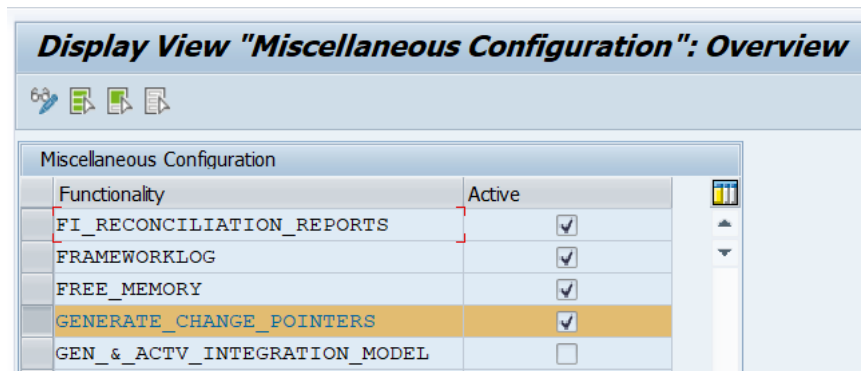 Display View "Miscellaneous Configuration": Overview
Miscellaneous Configuration
Functionality Active
FI_RECONCILIATION_REPORTS
FRAMEWORKLOG
FREE_MEMORY
GENERATE_CHANGE_POINTERS
GEN_&_ACTV_INTEGRATION_MODEL